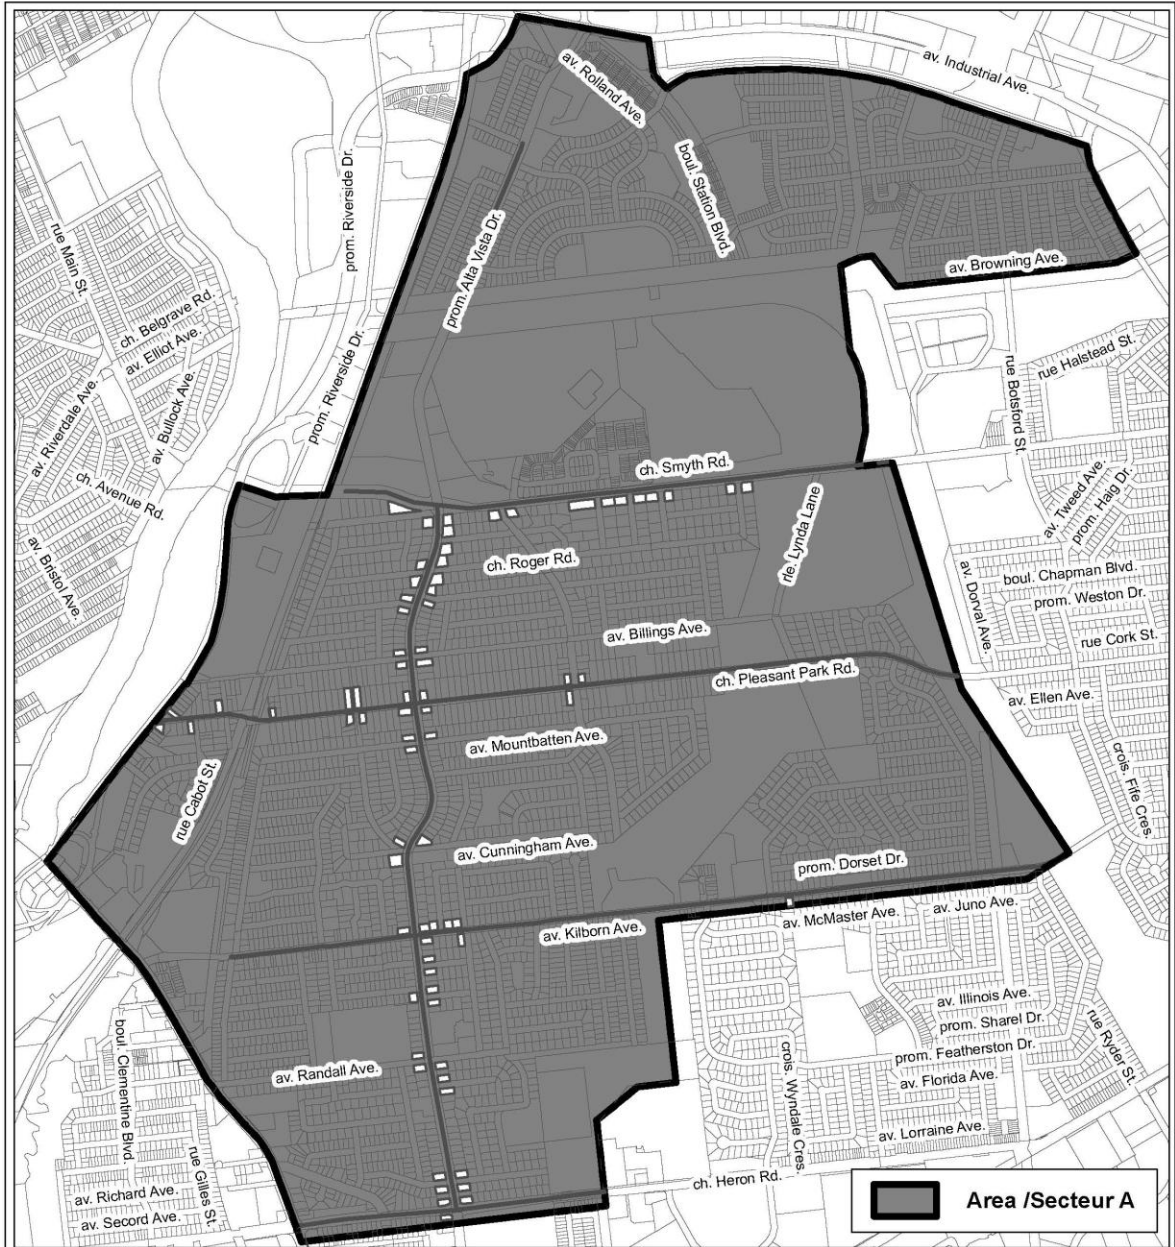 av. Industrial Ave.
av. Rolland Ave.
boul. Station Blvd.
prom. Riverside Dr.
rue Main St.
prom. Alta Vista Dr.
av. Browning Ave.
ch. Belgrave Rd.
av. Elliot Ave.
rue Halstead St.
rue Botsford St.
prom. Riverside Dr.
av. Riverdale Ave.
av. Bullock Ave.
ch. Smyth Rd.
ch. Avenue Rd.
av. Tweed Ave.
prom. Haig Dr.
rle. Lynda Lane
av. Bristol Ave.
ch. Roger Rd.
boul. Chapman Blvd.
prom. Weston Dr.
av. Dorval Ave.
av. Billings Ave.
rue Cork St.
ch. Pleasant Park Rd.
av. Ellen Ave.
av. Mountbatten Ave.
crois. Fife Cres.
rue Cabot St.
av. Cunningham Ave.
prom. Dorset Dr.
av. Juno Ave.
av. McMaster Ave.
av. Kilborn Ave.
av. Illinois Ave.
prom. Sharel Dr.
rue Ryder St.
prom. Featherston Dr.
av. Randall Ave.
av. Florida Ave.
boul. Clementine Blvd.
crois. Wyndale Cres.
av. Lorraine Ave.
rue Gilles St.
ch. Heron Rd.
av. Richard Ave.
av. Secord Ave.
Area /Secteur A